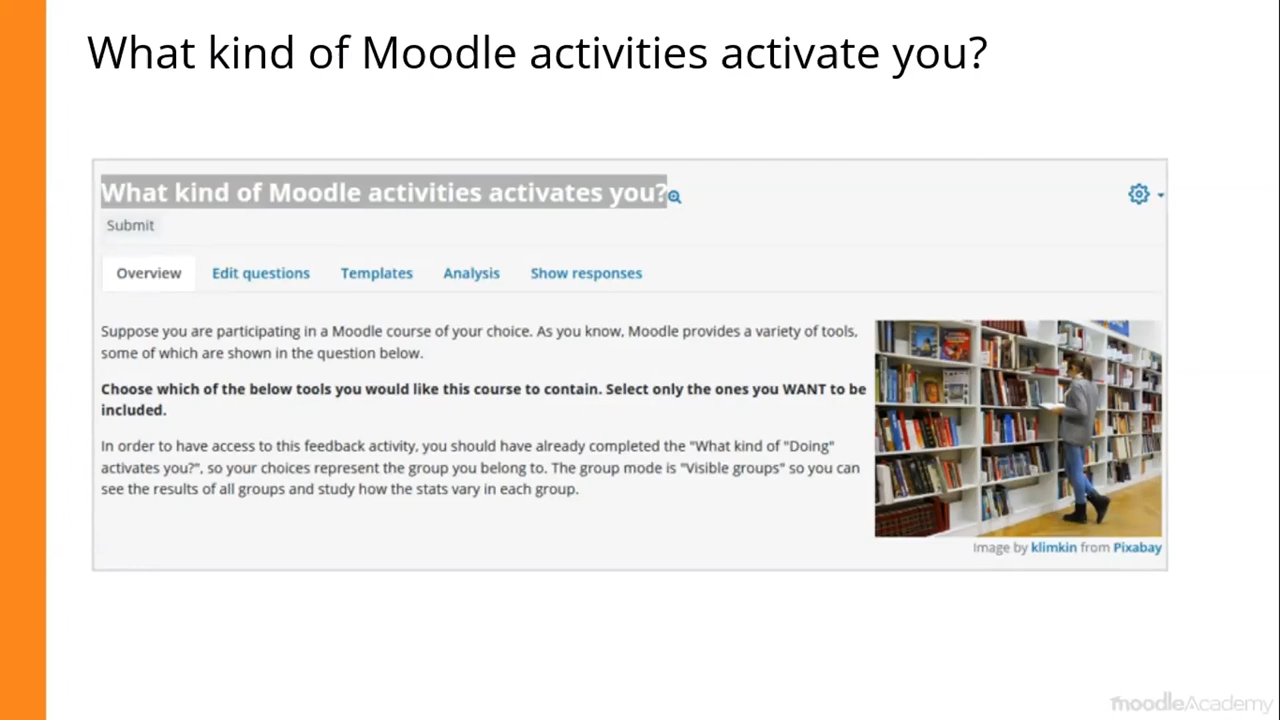 What kind of Moodle activities activate you?
What kind of Moodle activities activates you?
Submit
Overview Edit questions Templates Analysis Show responses
Suppose you are participating in a Moodle course of your choice. As you know, Moodle provides a variety of tools,
some of which are shown in the question below.
Choose which of the below tools you would like this course to contain. Select only the ones you WANT to be
included.
In order to have access to this feedback activity, you should have already completed the "What kind of "Doing"
activates you?", so your choices represent the group you belong to. The group mode is "Visible groups" so you can
see the results of all groups and study how the stats vary in each group.
Image by klimkin from Pixabay
moodleAcademy